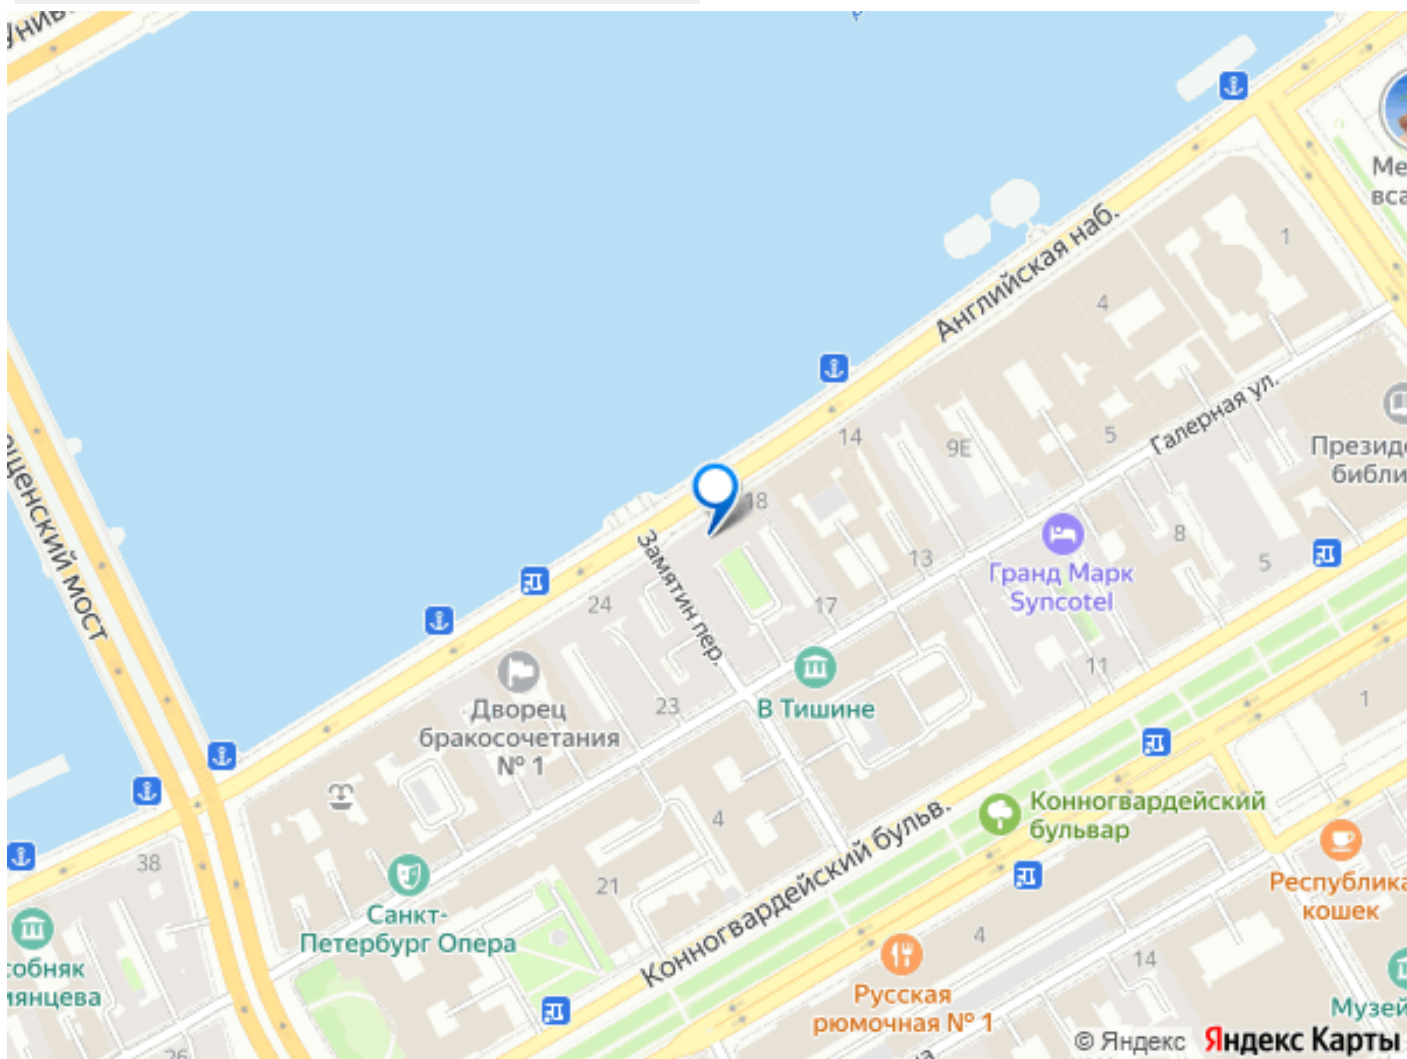 Английская наб.
1
4
Галерная ул.
5
14
9Е
18
Замятин пер.
13
Гранд Марк
Syncotel
8
5
24
17
11
23
В Тишине
Дворец
бракосочетания
№ 1
1
4
Конногвардейский
бульвар
Конногвардейский бульв.
38
21
Санкт-
Петербург Опера
кошек
4
14
Русская
рюмочная № 1
мост
26
© Яндекс
Яндекс Карты